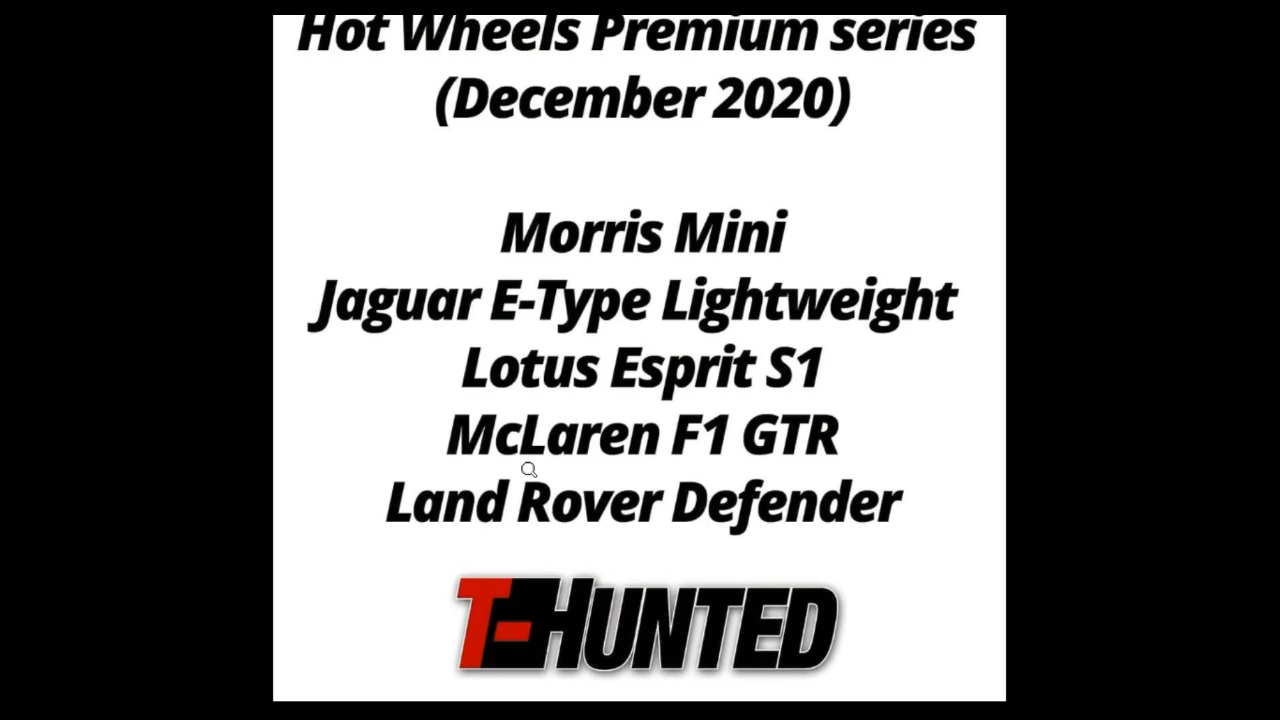 Hot Wheels Premium series
(December 2020)
Morris Mini
Jaguar E-Type Lightweight
Lotus Esprit S1
McLaren F1 GTR
Land Rover Defender
T-HUNTED